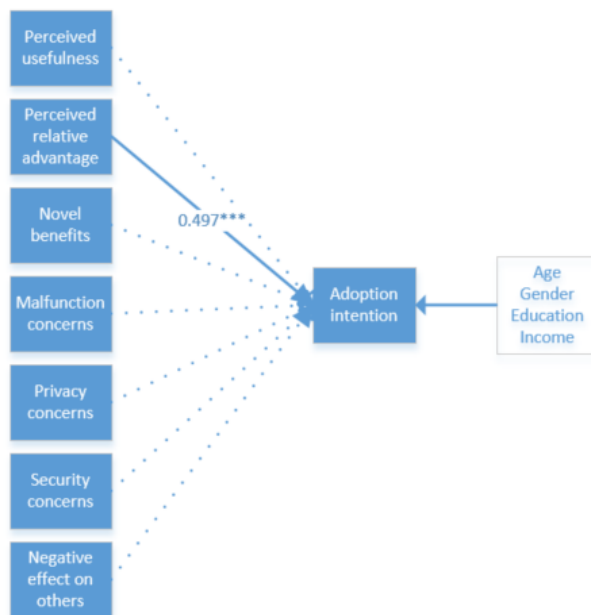 Perceived
usefulness
Perceived
relative
advantage
0.497***
Novel
benefits
Malfunction
concerns
Adoption
intention
Age
Gender
Education
Income
Privacy
concerns
Security
concerns
Negative
effect on
others